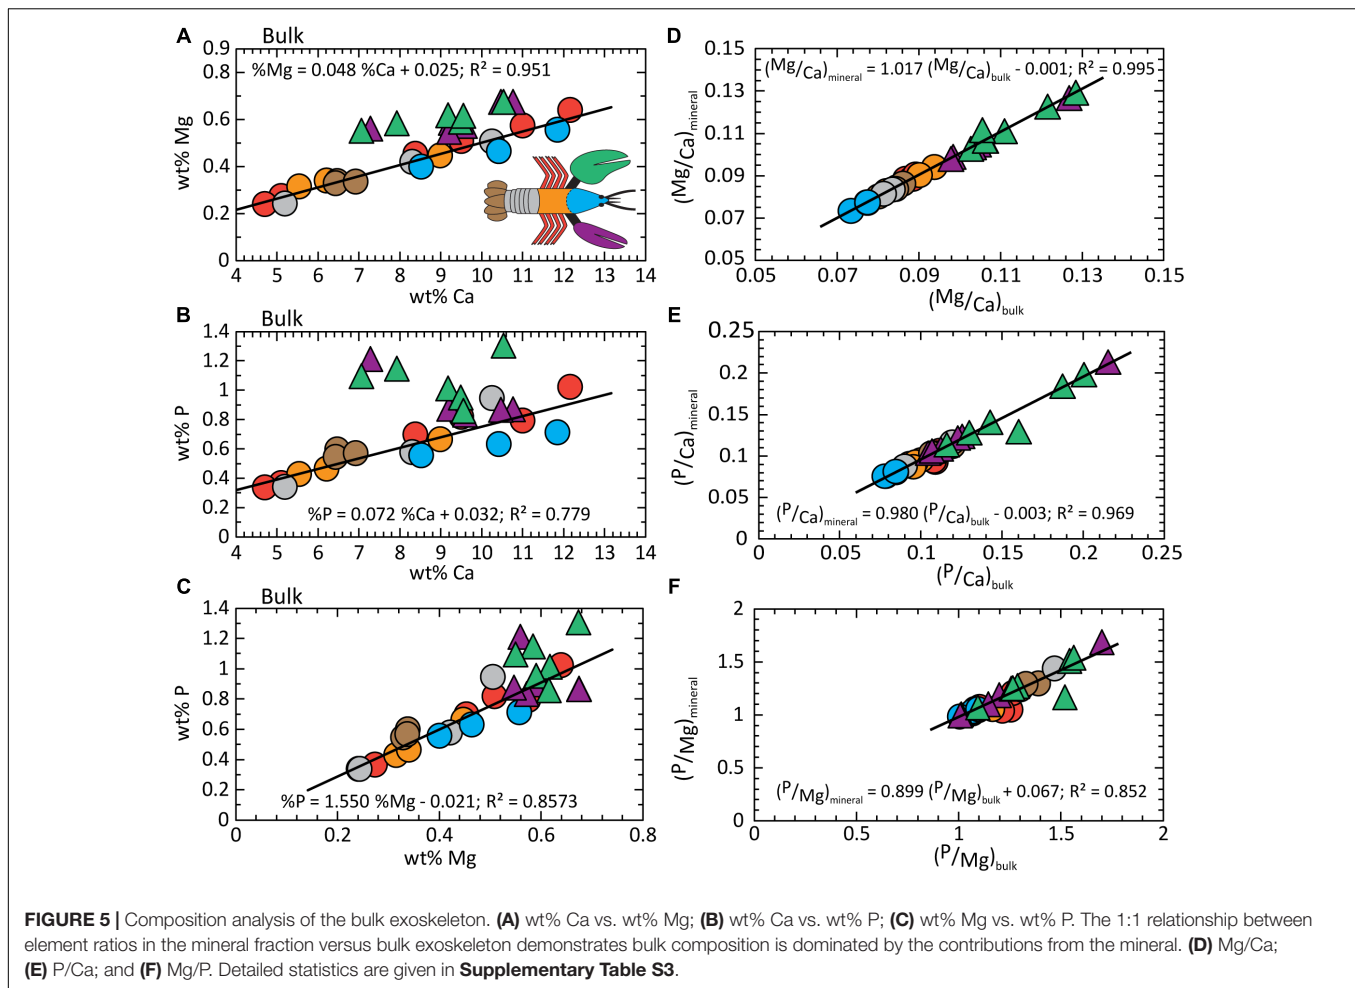 A
Bulk
%Mg = 0.048 %Ca + 0.025; R² = 0.951
wt% Mg
0.9
0.8
0.6
0.4
0.2
0
4 5 6 7 8 9 10 11 12 13 14
wt% Ca
B
Bulk
%P = 0.072 %Ca + 0.032; R² = 0.779
wt% P
1.4
1.2
1
0.8
0.6
0.4
0.2
0
4 5 6 7 8 9 10 11 12 13 14
wt% Ca
C
Bulk
%P = 1.550 %Mg - 0.021; R² = 0.8573
wt% P
1.4
1.2
1
0.8
0.6
0.4
0.2
0
0 0.2 0.4 0.6 0.8
wt% Mg
D
(Mg/Ca)mineral = 1.017 (Mg/Ca)bulk - 0.001; R² = 0.995
(Mg/Ca)mineral
0.15
0.13
0.11
0.09
0.07
0.05
0.05 0.07 0.09 0.11 0.13 0.15
(Mg/Ca)bulk
E
(P/Ca)mineral = 0.980 (P/Ca)bulk - 0.003; R² = 0.969
(P/Ca)mineral
0.25
0.2
0.15
0.1
0.05
0
0 0.05 0.1 0.15 0.2 0.25
(P/Ca)bulk
F
(P/Mg)mineral = 0.899 (P/Mg)bulk + 0.067; R² = 0.852
(P/Mg)mineral
2
1.5
1
0.5
0
0 0.5 1 1.5 2
(P/Mg)bulk
FIGURE 5 | Composition analysis of the bulk exoskeleton. (A) wt% Ca vs. wt% Mg; (B) wt% Ca vs. wt% P; (C) wt% Mg vs. wt% P. The 1:1 relationship between
element ratios in the mineral fraction versus bulk exoskeleton demonstrates bulk composition is dominated by the contributions from the mineral. (D) Mg/Ca;
(E) P/Ca; and (F) Mg/P. Detailed statistics are given in Supplementary Table S3.